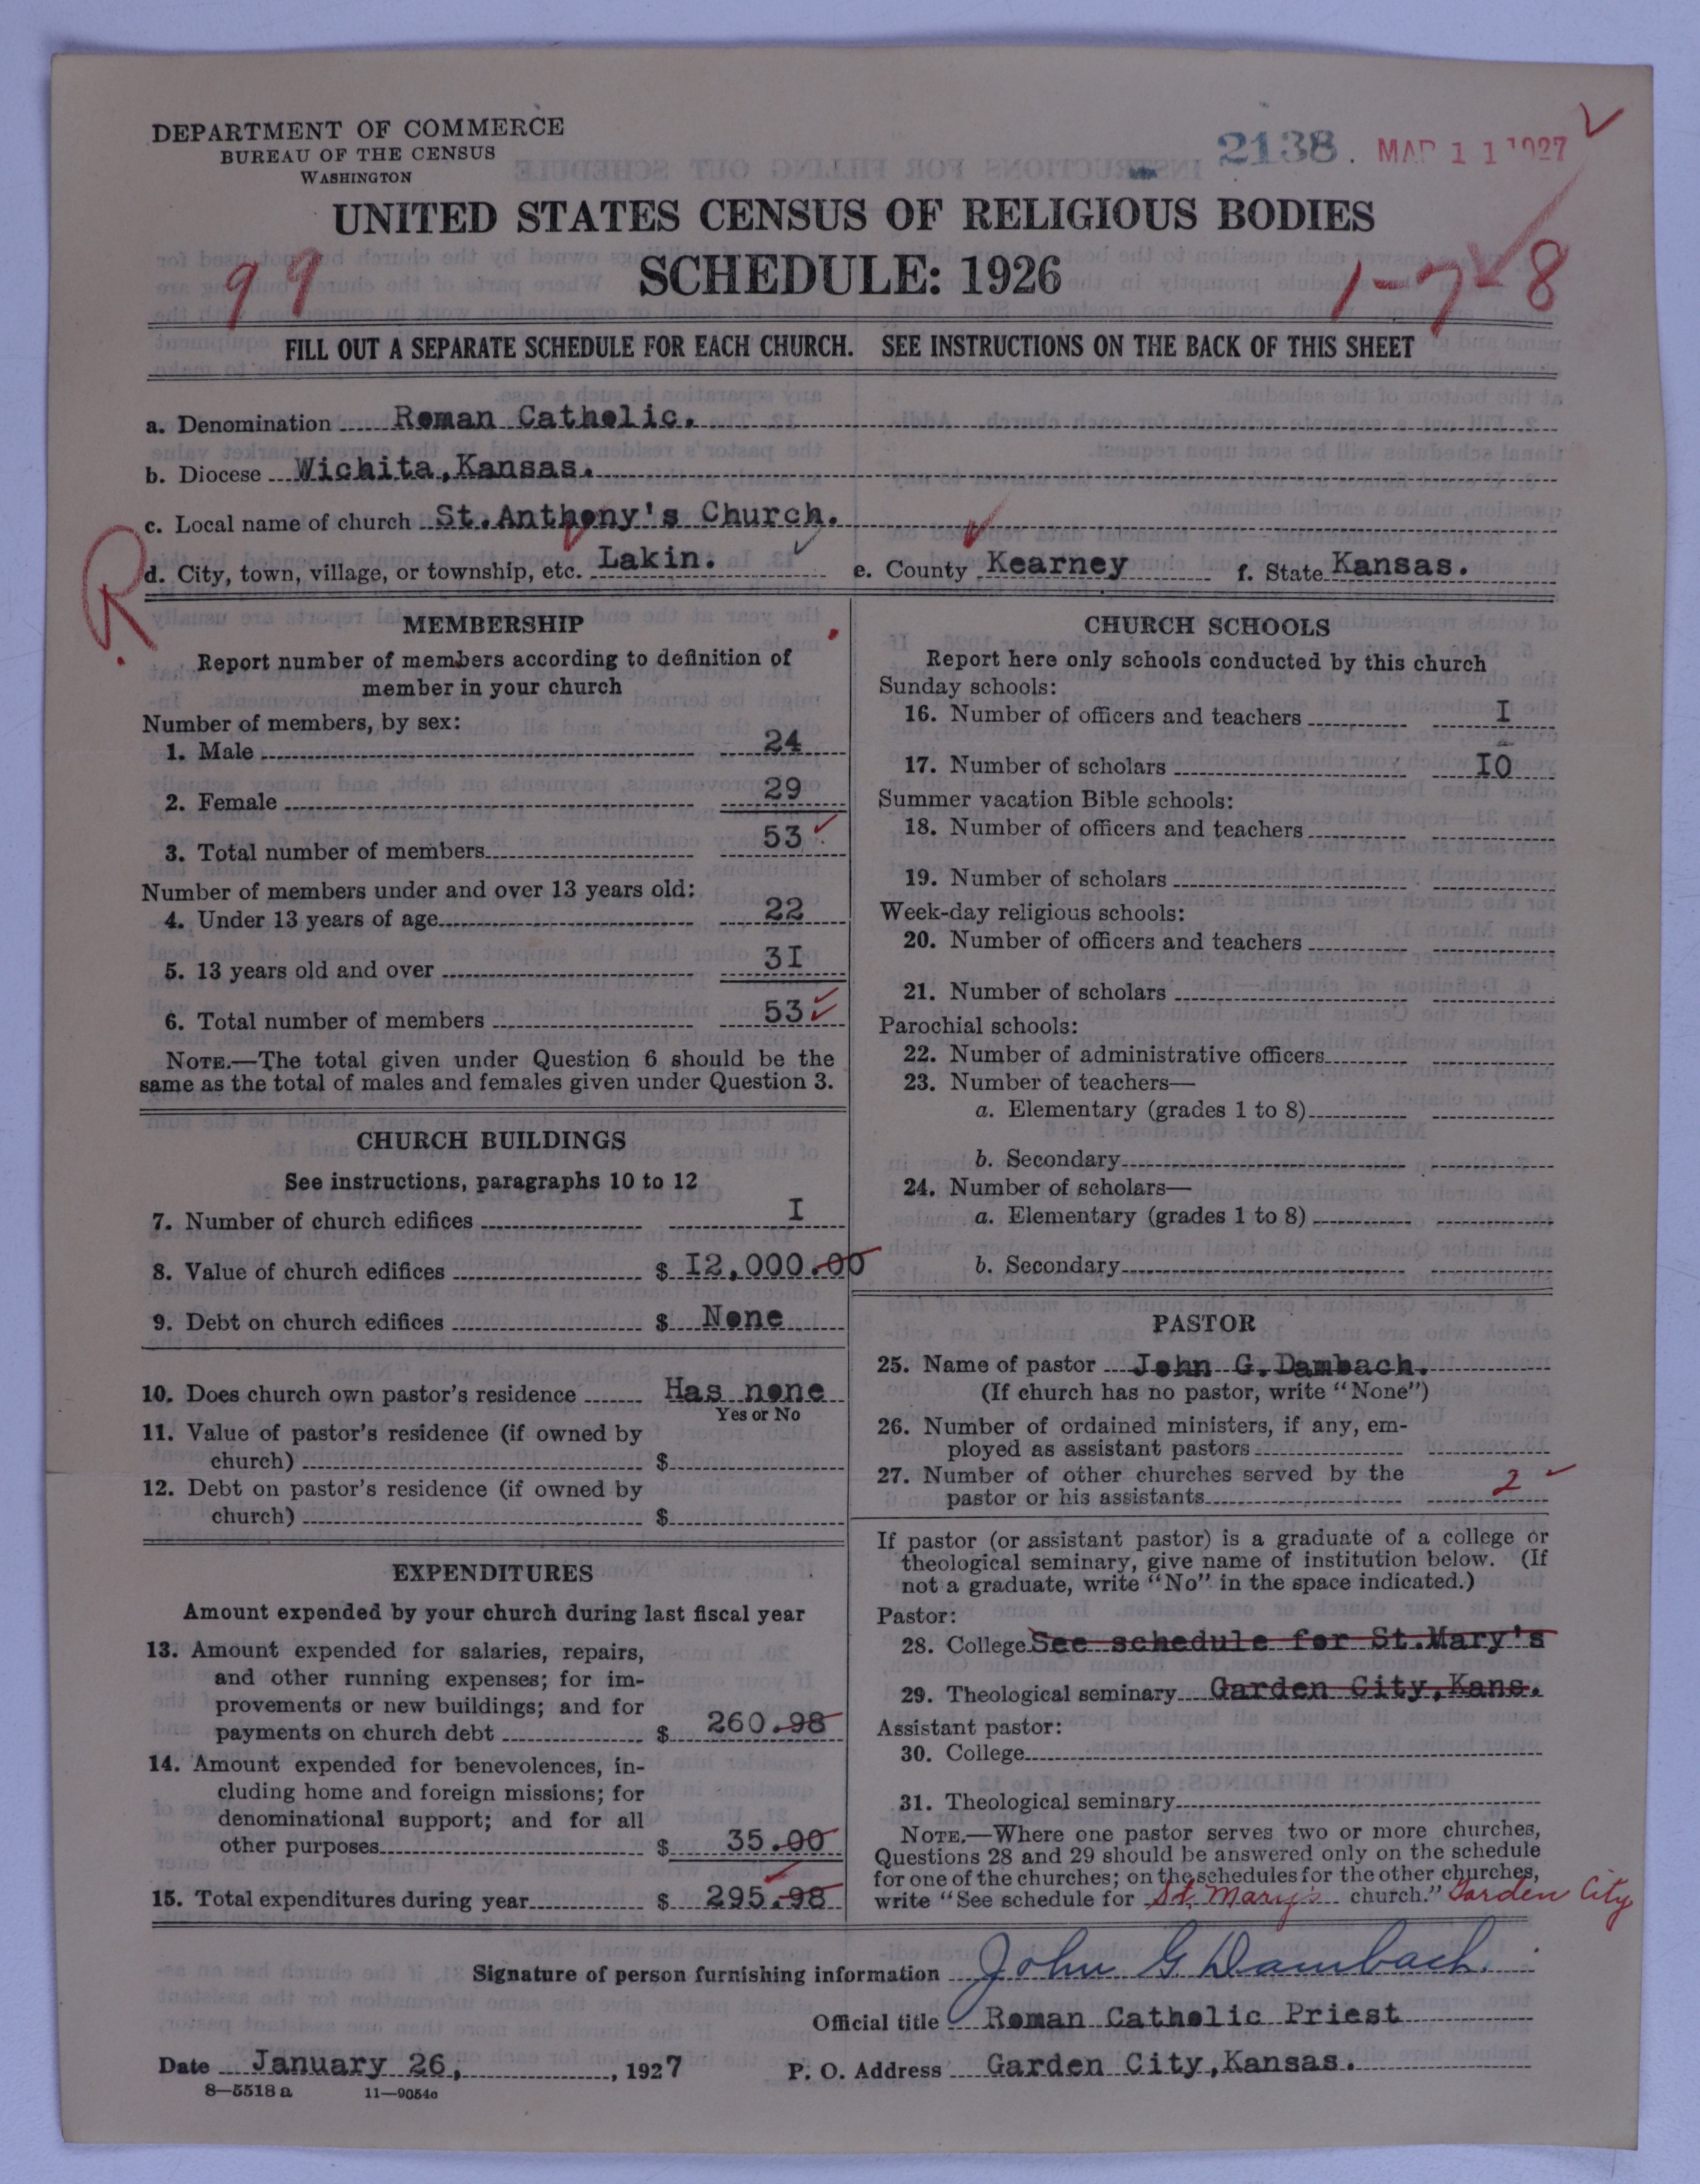 DEPARTMENT OF COMMERCE
BUREAU OF THE CENSUS
WASHINGTON
2138. MAR 11 1927
UNITED STATES CENSUS OF RELIGIOUS BODIES
SCHEDULE: 1926
99
1-7-8
FILL OUT A SEPARATE SCHEDULE FOR EACH CHURCH. SEE INSTRUCTIONS ON THE BACK OF THIS SHEET
a. Denomination Roman Catholic.
b. Diocese Wichita,Kansas.
c. Local name of church St.Anthony's Church.
R
d. City, town, village, or township, etc. Lakin. e. County Kearney f. State Kansas.
MEMBERSHIP
Report number of members according to definition of
member in your church
Number of members, by sex:
1. Male 24
2. Female 29
3. Total number of members 53
Number of members under and over 13 years old:
4. Under 13 years of age 22
5. 13 years old and over 3I
6. Total number of members 53
NOTE.—The total given under Question 6 should be the
same as the total of males and females given under Question 3.
CHURCH BUILDINGS
See instructions, paragraphs 10 to 12
7. Number of church edifices I
8. Value of church edifices $ I2,000.00
9. Debt on church edifices $ None
10. Does church own pastor's residence Has none
Yes or No
11. Value of pastor's residence (if owned by
church) $
12. Debt on pastor's residence (if owned by
church) $
EXPENDITURES
Amount expended by your church during last fiscal year
13. Amount expended for salaries, repairs,
and other running expenses; for im-
provements or new buildings; and for
payments on church debt $ 260.98
14. Amount expended for benevolences, in-
cluding home and foreign missions; for
denominational support; and for all
other purposes $ 35.00
15. Total expenditures during year $ 295.98
CHURCH SCHOOLS
Report here only schools conducted by this church
Sunday schools:
16. Number of officers and teachers I
17. Number of scholars I0
Summer vacation Bible schools:
18. Number of officers and teachers
19. Number of scholars
Week-day religious schools:
20. Number of officers and teachers
21. Number of scholars
Parochial schools:
22. Number of administrative officers
23. Number of teachers—
a. Elementary (grades 1 to 8)
b. Secondary
24. Number of scholars—
a. Elementary (grades 1 to 8)
b. Secondary
PASTOR
25. Name of pastor John G. Dambach.
(If church has no pastor, write "None")
26. Number of ordained ministers, if any, em-
ployed as assistant pastors
27. Number of other churches served by the
pastor or his assistants 2
If pastor (or assistant pastor) is a graduate of a college or
theological seminary, give name of institution below. (If
not a graduate, write "No" in the space indicated.)
Pastor:
28. College See schedule for St.Mary's
29. Theological seminary Garden City,Kans.
Assistant pastor:
30. College
31. Theological seminary
NOTE.—Where one pastor serves two or more churches,
Questions 28 and 29 should be answered only on the schedule
for one of the churches; on the schedules for the other churches,
write "See schedule for St. Mary's church." Garden City
Signature of person furnishing information John G Dambach.
Official title Roman Catholic Priest
Date January 26, , 1927 P. O. Address Garden City,Kansas.
8—5518 a 11—9054c